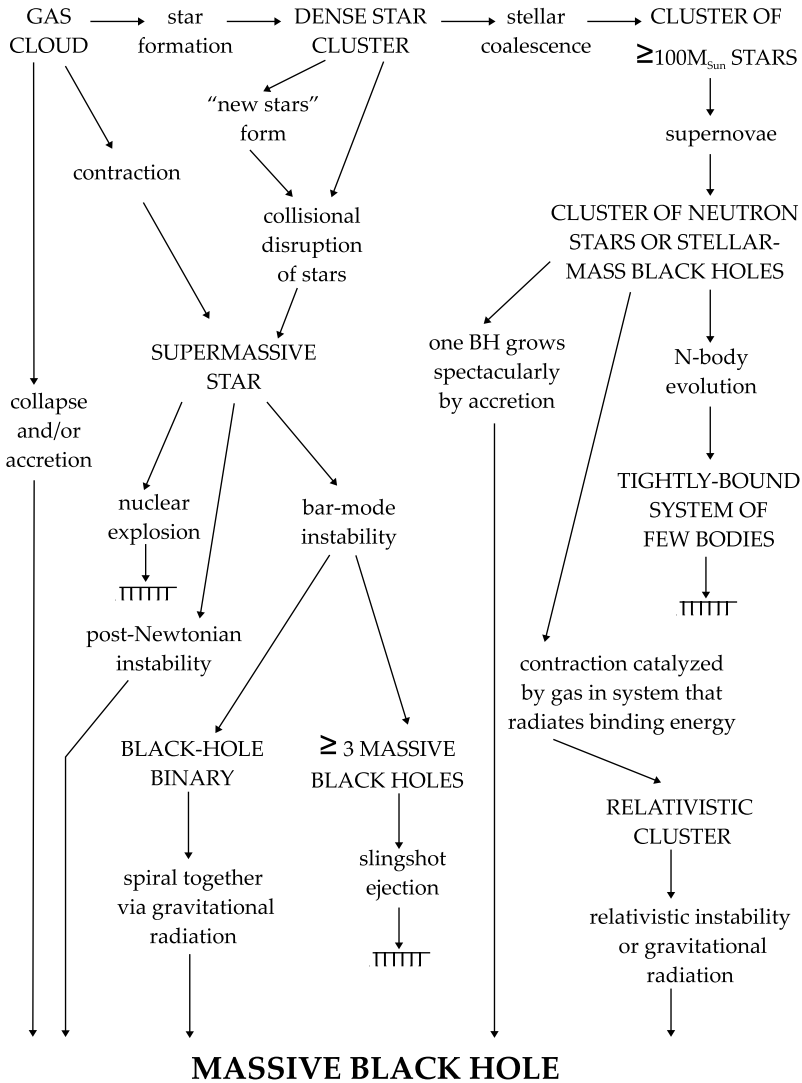 GAS
CLOUD
star
formation
DENSE STAR
CLUSTER
stellar
coalescence
CLUSTER OF
≥100M_Sun STARS
“new stars”
form
supernovae
contraction
collisional
disruption
of stars
CLUSTER OF NEUTRON
STARS OR STELLAR-
MASS BLACK HOLES
SUPERMASSIVE
STAR
one BH grows
spectacularly
by accretion
N-body
evolution
collapse
and/or
accretion
nuclear
explosion
bar-mode
instability
TIGHTLY-BOUND
SYSTEM OF
FEW BODIES
post-Newtonian
instability
contraction catalyzed
by gas in system that
radiates binding energy
BLACK-HOLE
BINARY
≥ 3 MASSIVE
BLACK HOLES
RELATIVISTIC
CLUSTER
spiral together
via gravitational
radiation
slingshot
ejection
relativistic instability
or gravitational
radiation
MASSIVE BLACK HOLE